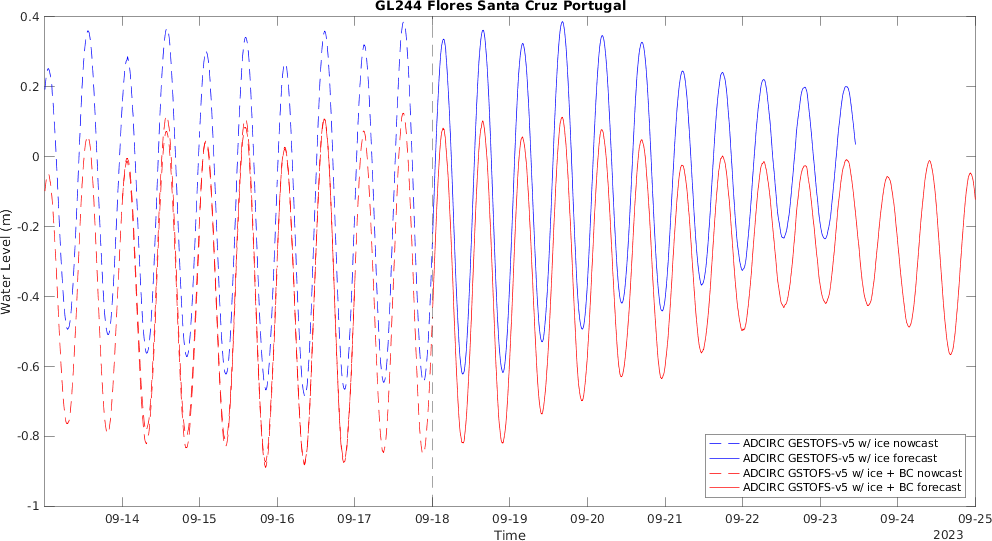 GL244 Flores Santa Cruz Portugal
0.4
0.2
0
-0.2
-0.4
-0.6
-0.8
-1
Water Level (m)
ADCIRC GESTOFS-v5 w/ ice nowcast
ADCIRC GESTOFS-v5 w/ ice forecast
ADCIRC GSTOFS-v5 w/ ice + BC nowcast
ADCIRC GSTOFS-v5 w/ ice + BC forecast
09-14 09-15 09-16 09-17 09-18 09-19 09-20 09-21 09-22 09-23 09-24 09-25
Time
2023